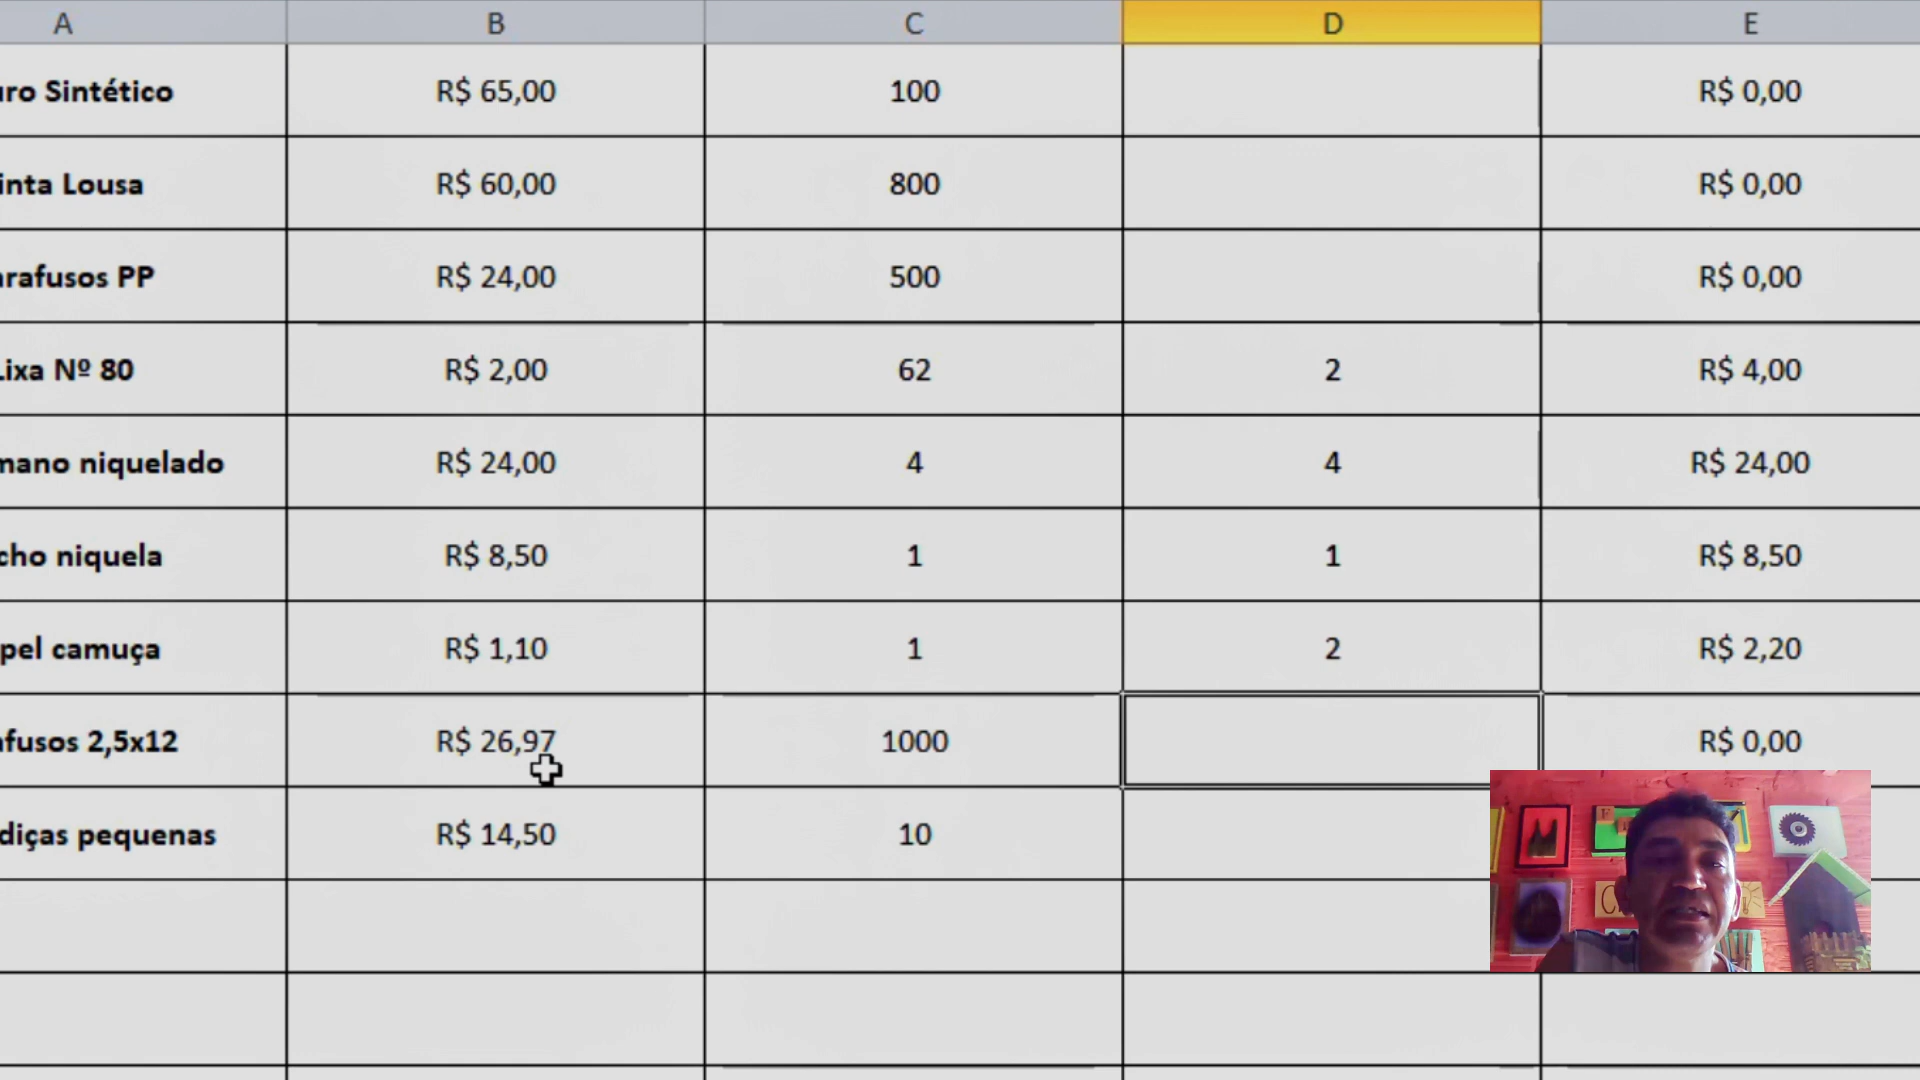 A B C D E
uro Sintético R$ 65,00 100 R$ 0,00
inta Lousa R$ 60,00 800 R$ 0,00
arafusos PP R$ 24,00 500 R$ 0,00
Lixa Nº 80 R$ 2,00 62 2 R$ 4,00
mano niquelado R$ 24,00 4 4 R$ 24,00
cho niquela R$ 8,50 1 1 R$ 8,50
pel camuça R$ 1,10 1 2 R$ 2,20
afusos 2,5x12 R$ 26,97 1000 R$ 0,00
diças pequenas R$ 14,50 10